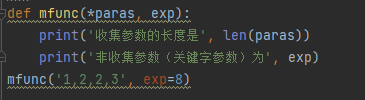 def mfunc(*paras, exp):
    print('收集参数的长度是', len(paras))
    print('非收集参数（关键字参数）为', exp)
mfunc('1,2,2,3', exp=8)